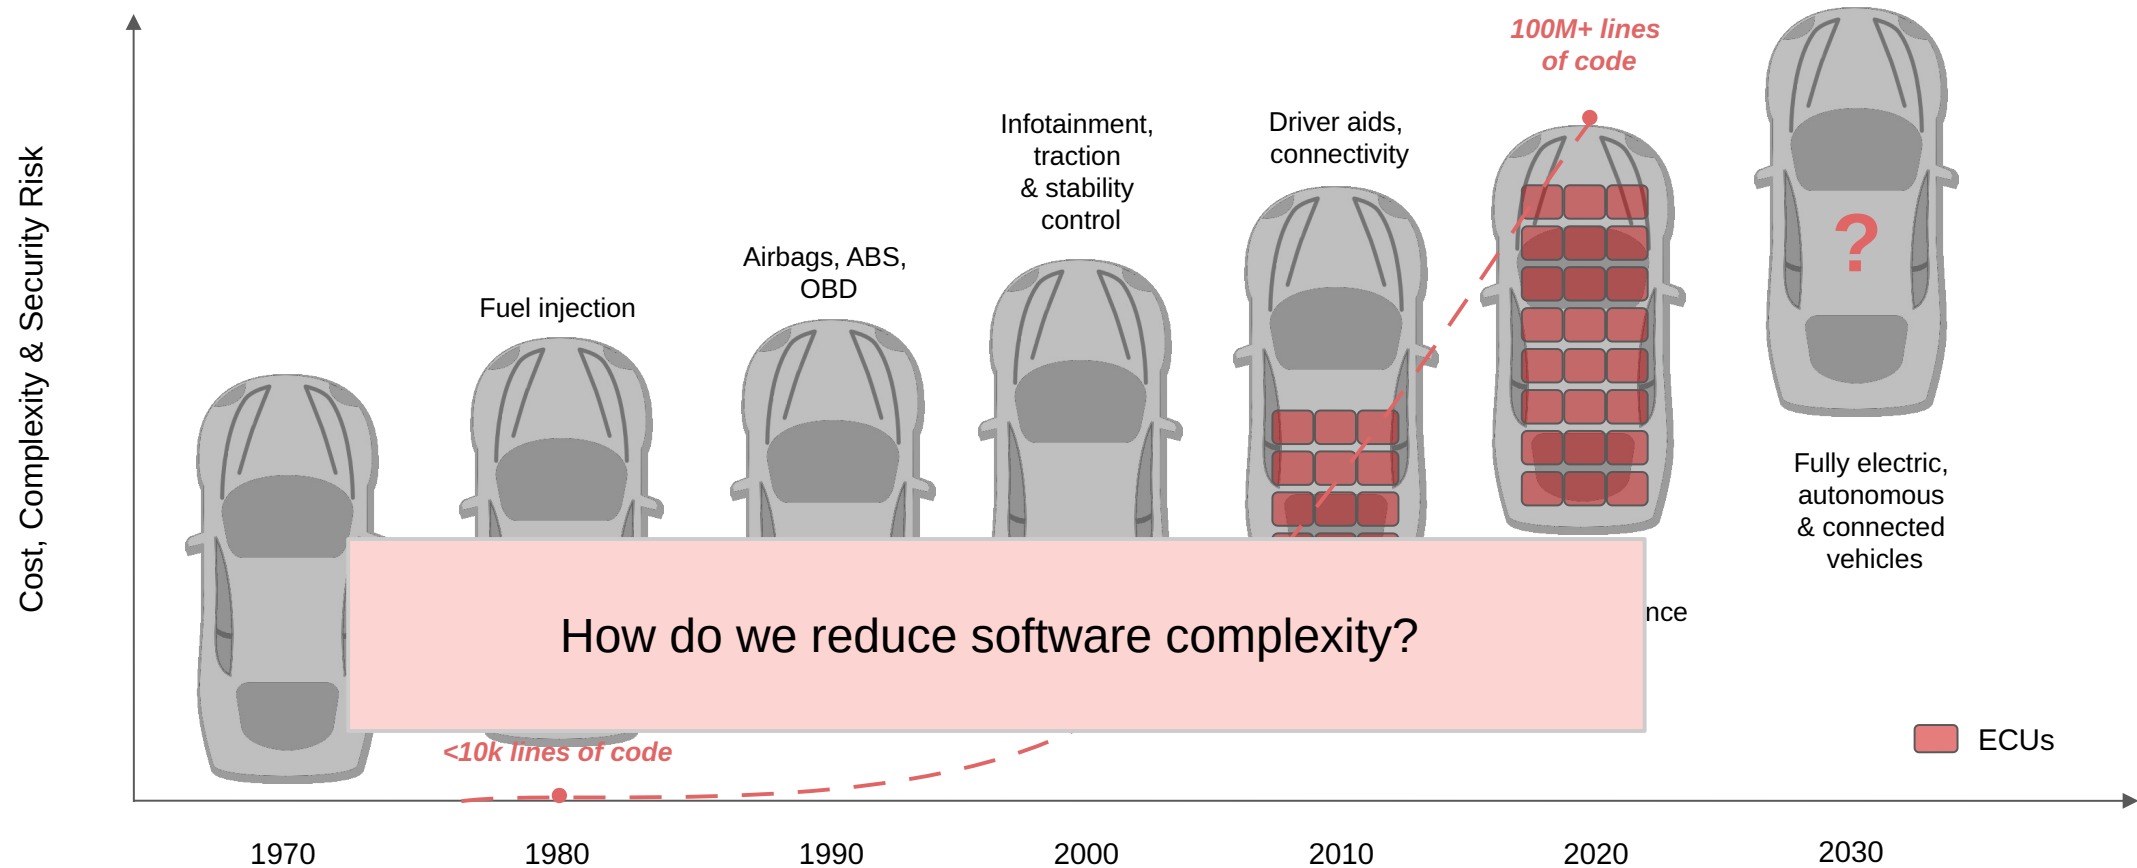 Cost, Complexity & Security Risk
Fuel injection
Airbags, ABS,
OBD
Infotainment,
traction
& stability
control
Driver aids,
connectivity
100M+ lines
of code
?
Fully electric,
autonomous
& connected
vehicles
How do we reduce software complexity?
<10k lines of code
ECUs
1970
1980
1990
2000
2010
2020
2030